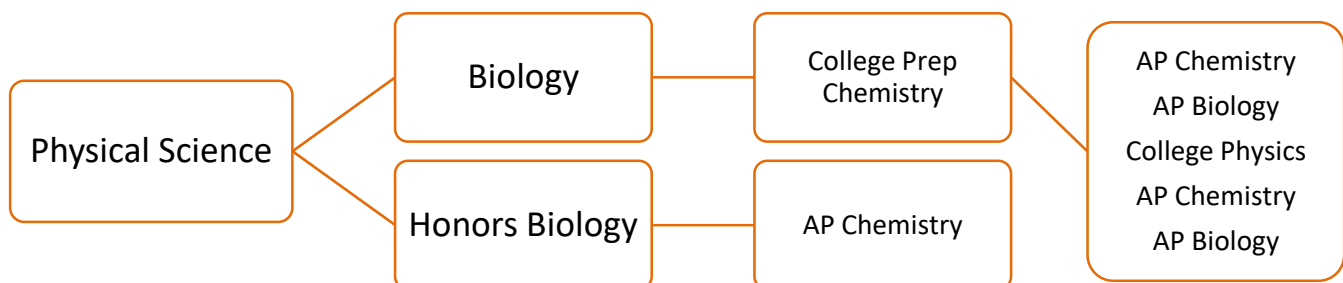 Physical Science
Biology
Honors Biology
College Prep
Chemistry
AP Chemistry
AP Chemistry
AP Biology
College Physics
AP Chemistry
AP Biology